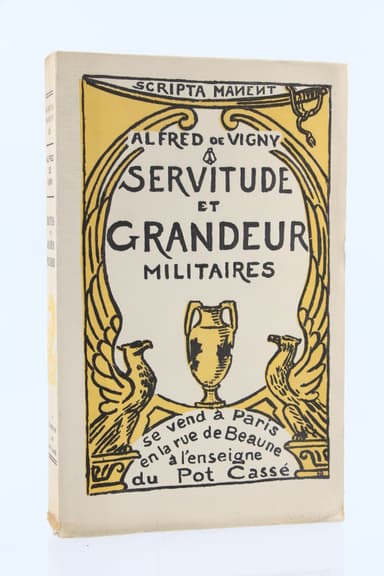 SCRIPTA MANENT
ALFRED DE VIGNY
SERVITUDE
ET
GRANDEUR
MILITAIRES
se vend à Paris
en la rue de Beaune
à l'enseigne
du Pot Cassé